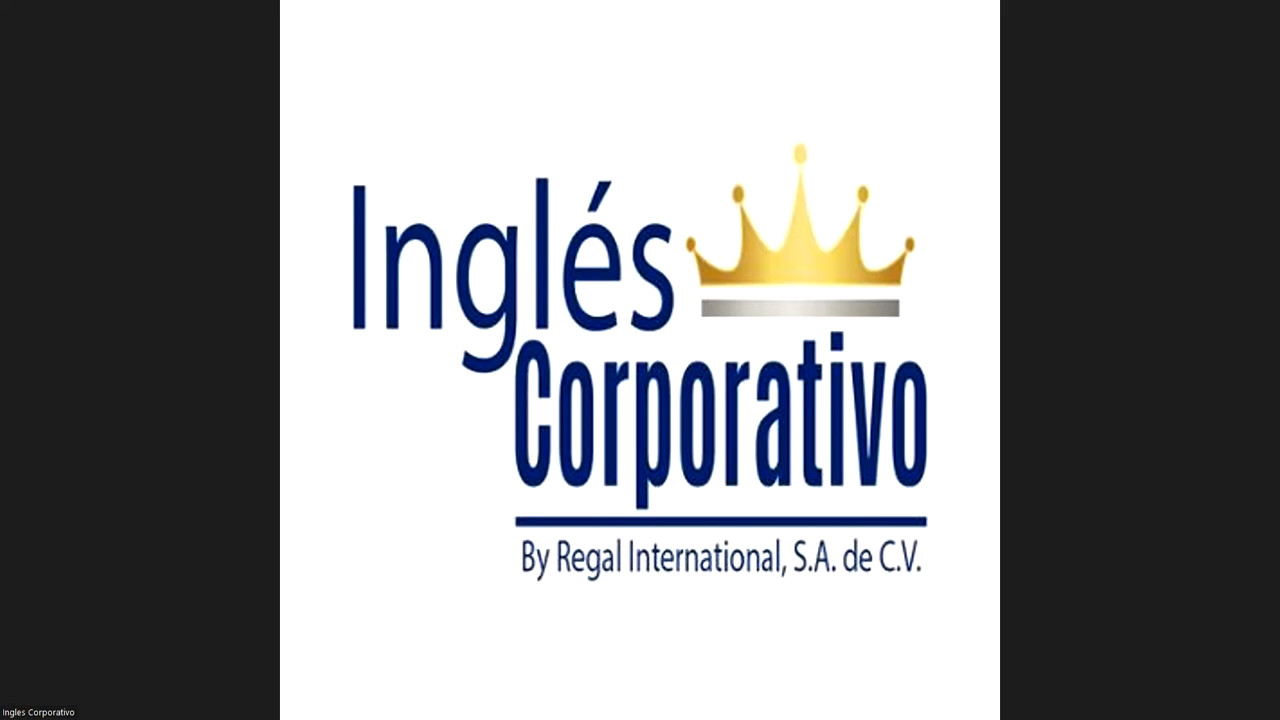 Inglés
Corporativo
By Regal International, S.A. de C.V.
Ingles Corporativo